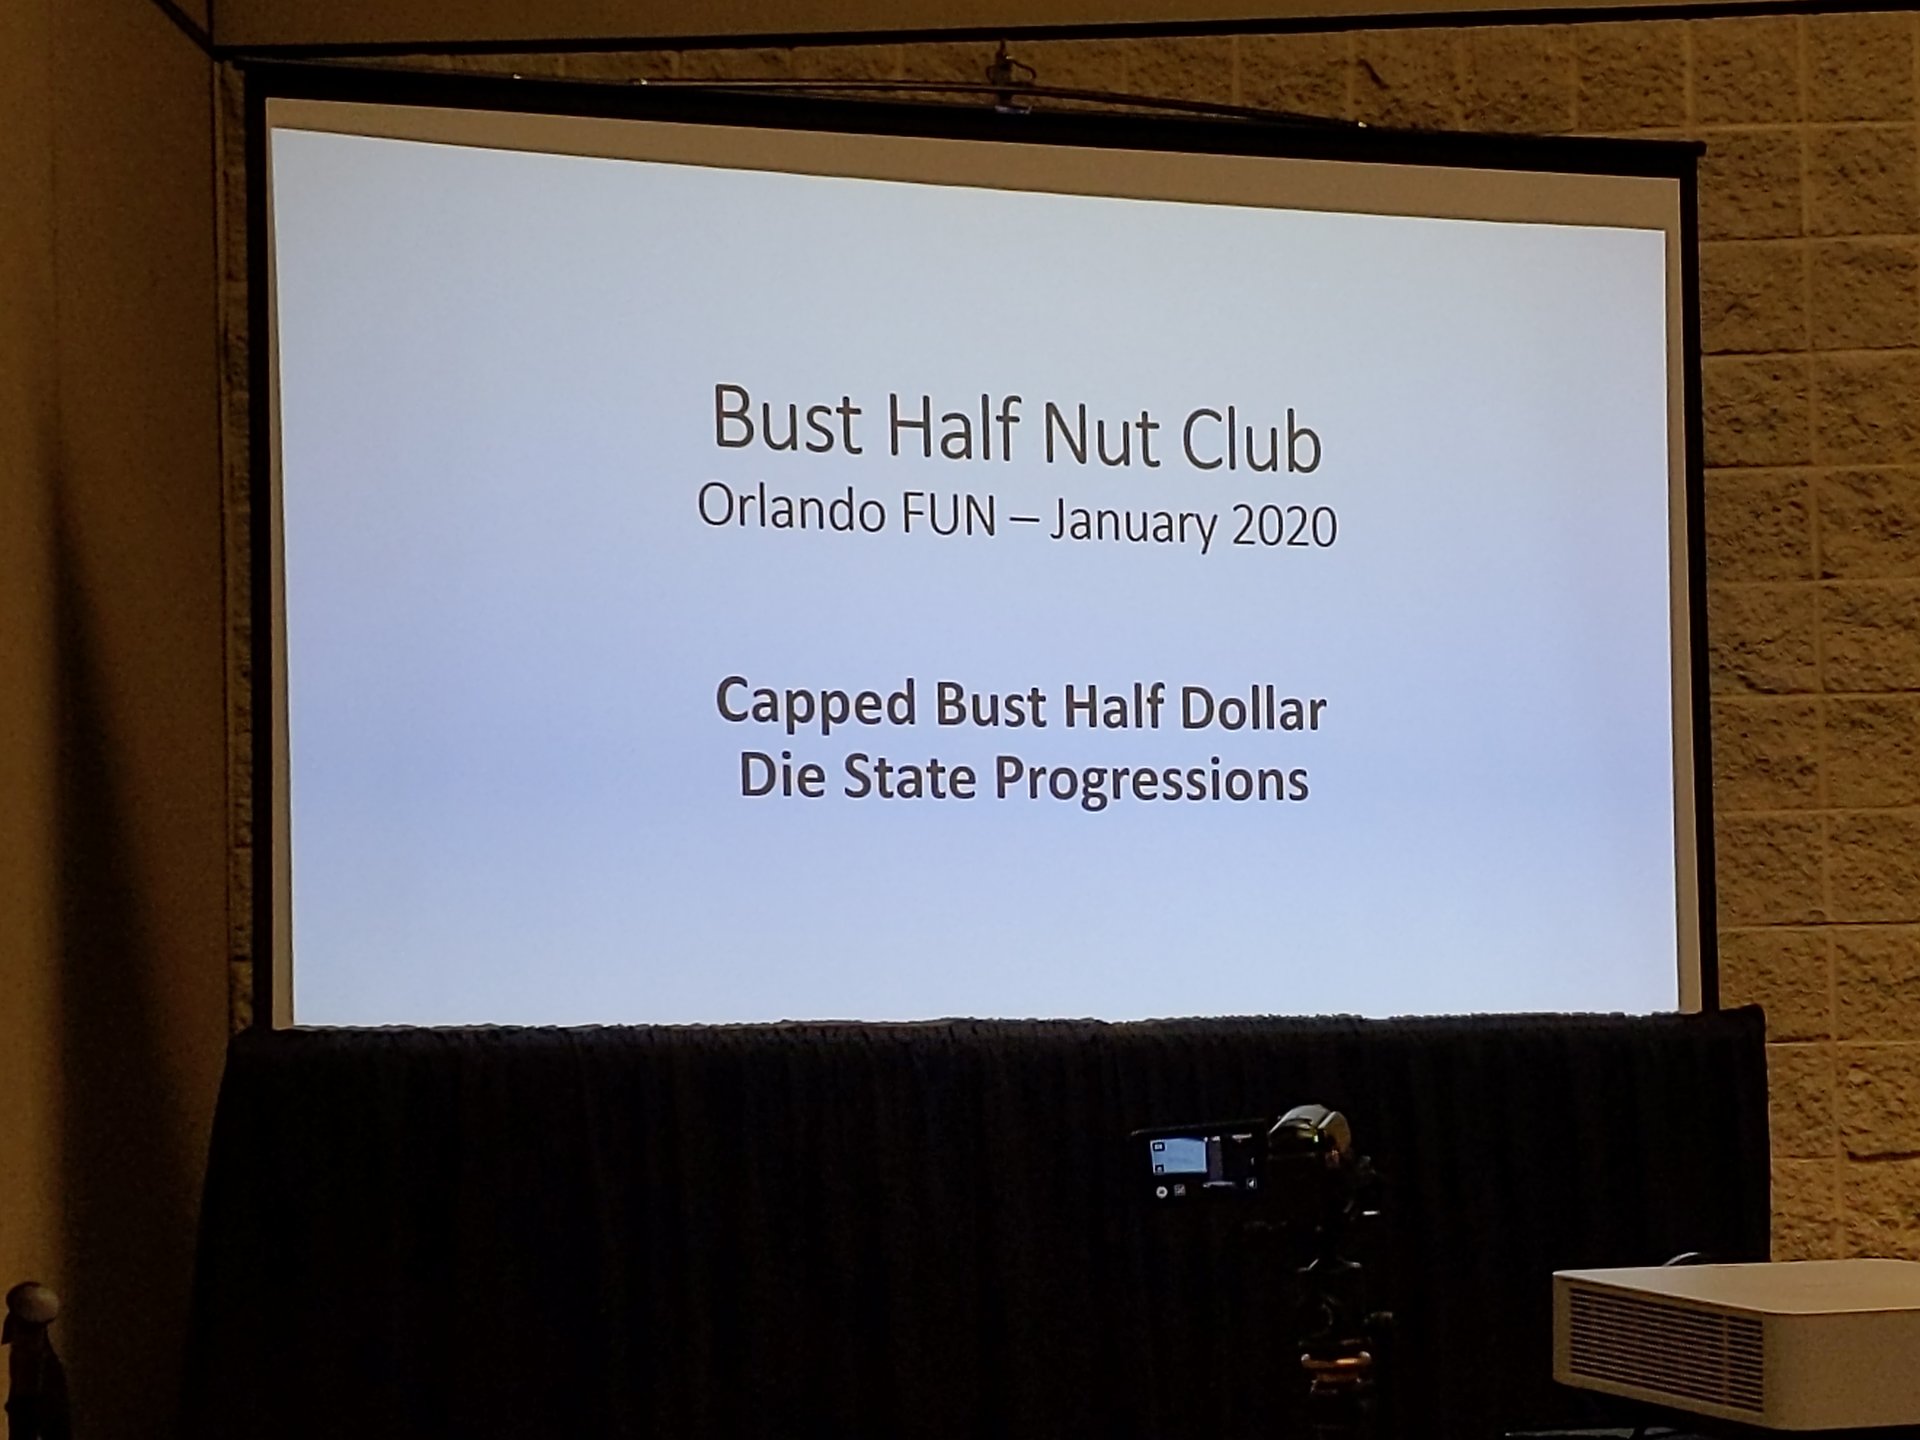 Bust Half Nut Club
Orlando FUN – January 2020
Capped Bust Half Dollar
Die State Progressions